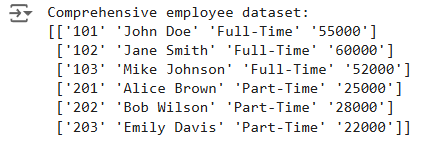 Comprehensive employee dataset:
[['101' 'John Doe' 'Full-Time' '55000']
 ['102' 'Jane Smith' 'Full-Time' '60000']
 ['103' 'Mike Johnson' 'Full-Time' '52000']
 ['201' 'Alice Brown' 'Part-Time' '25000']
 ['202' 'Bob Wilson' 'Part-Time' '28000']
 ['203' 'Emily Davis' 'Part-Time' '22000']]